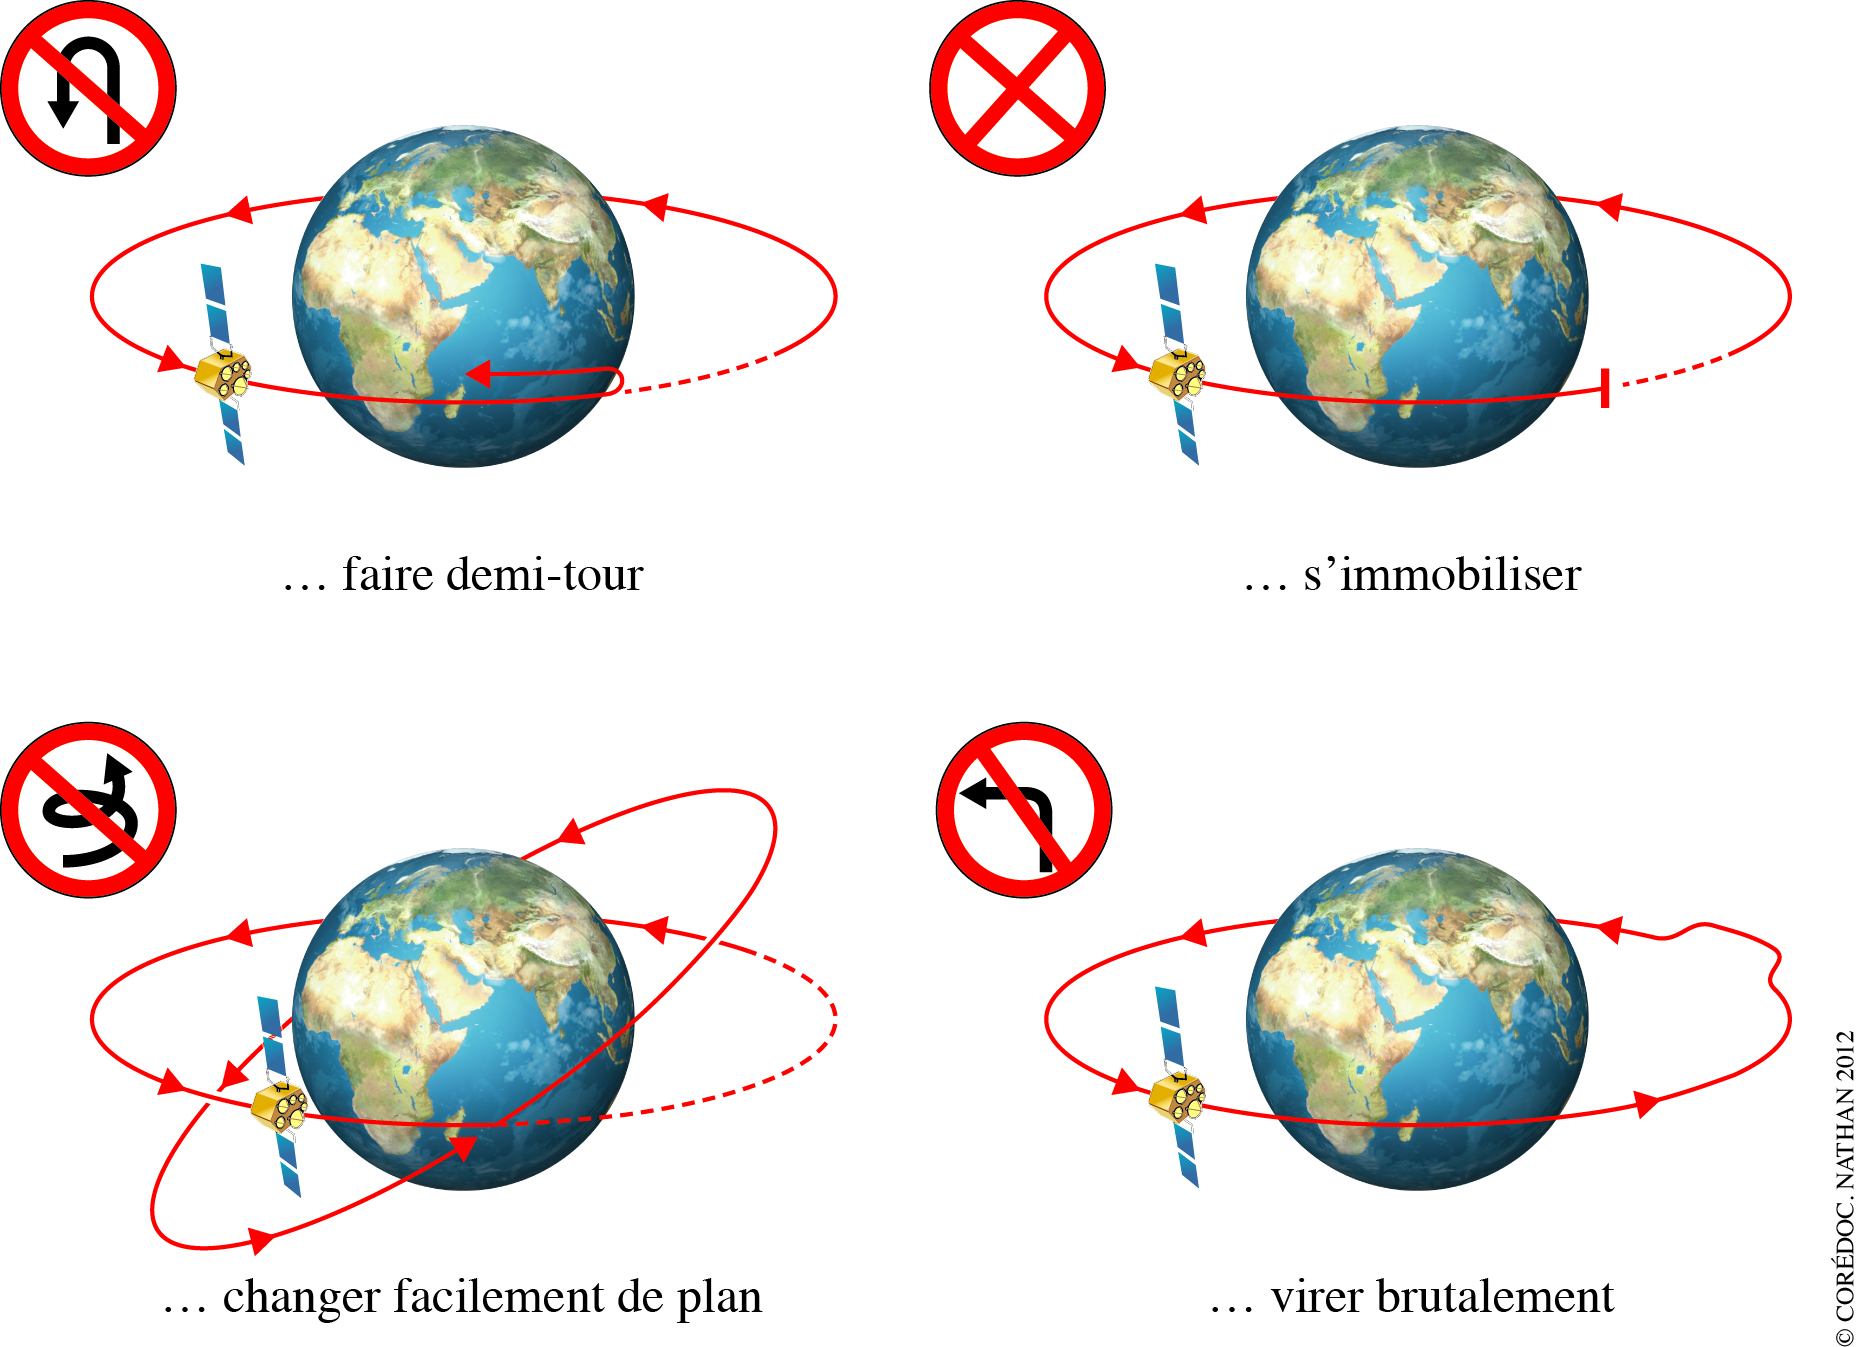 … faire demi-tour
… s’immobiliser
… changer facilement de plan
… virer brutalement
© CORÉDOC. NATHAN 2012